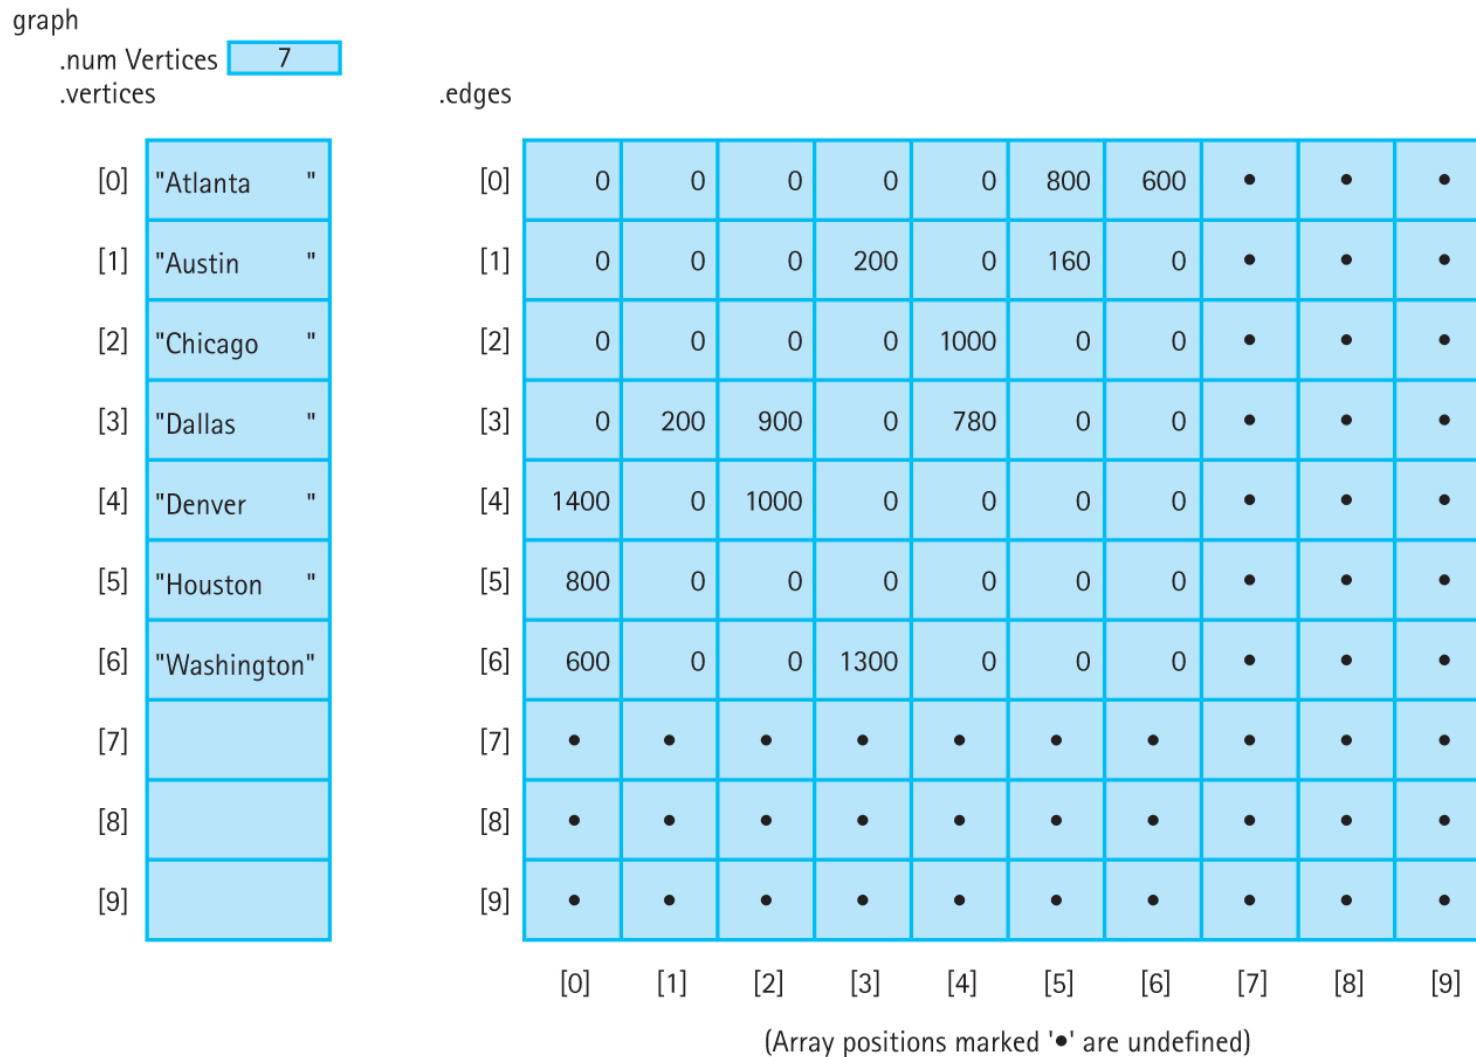 graph
.num Vertices 7
.vertices .edges
[0] "Atlanta " [0] 0 0 0 0 0 800 600 • • •
[1] "Austin " [1] 0 0 0 200 0 160 0 • • •
[2] "Chicago " [2] 0 0 0 0 1000 0 0 • • •
[3] "Dallas " [3] 0 200 900 0 780 0 0 • • •
[4] "Denver " [4] 1400 0 1000 0 0 0 0 • • •
[5] "Houston " [5] 800 0 0 0 0 0 0 • • •
[6] "Washington" [6] 600 0 0 1300 0 0 0 • • •
[7] [7] • • • • • • • • • •
[8] [8] • • • • • • • • • •
[9] [9] • • • • • • • • • •
[0] [1] [2] [3] [4] [5] [6] [7] [8] [9]
(Array positions marked '•' are undefined)